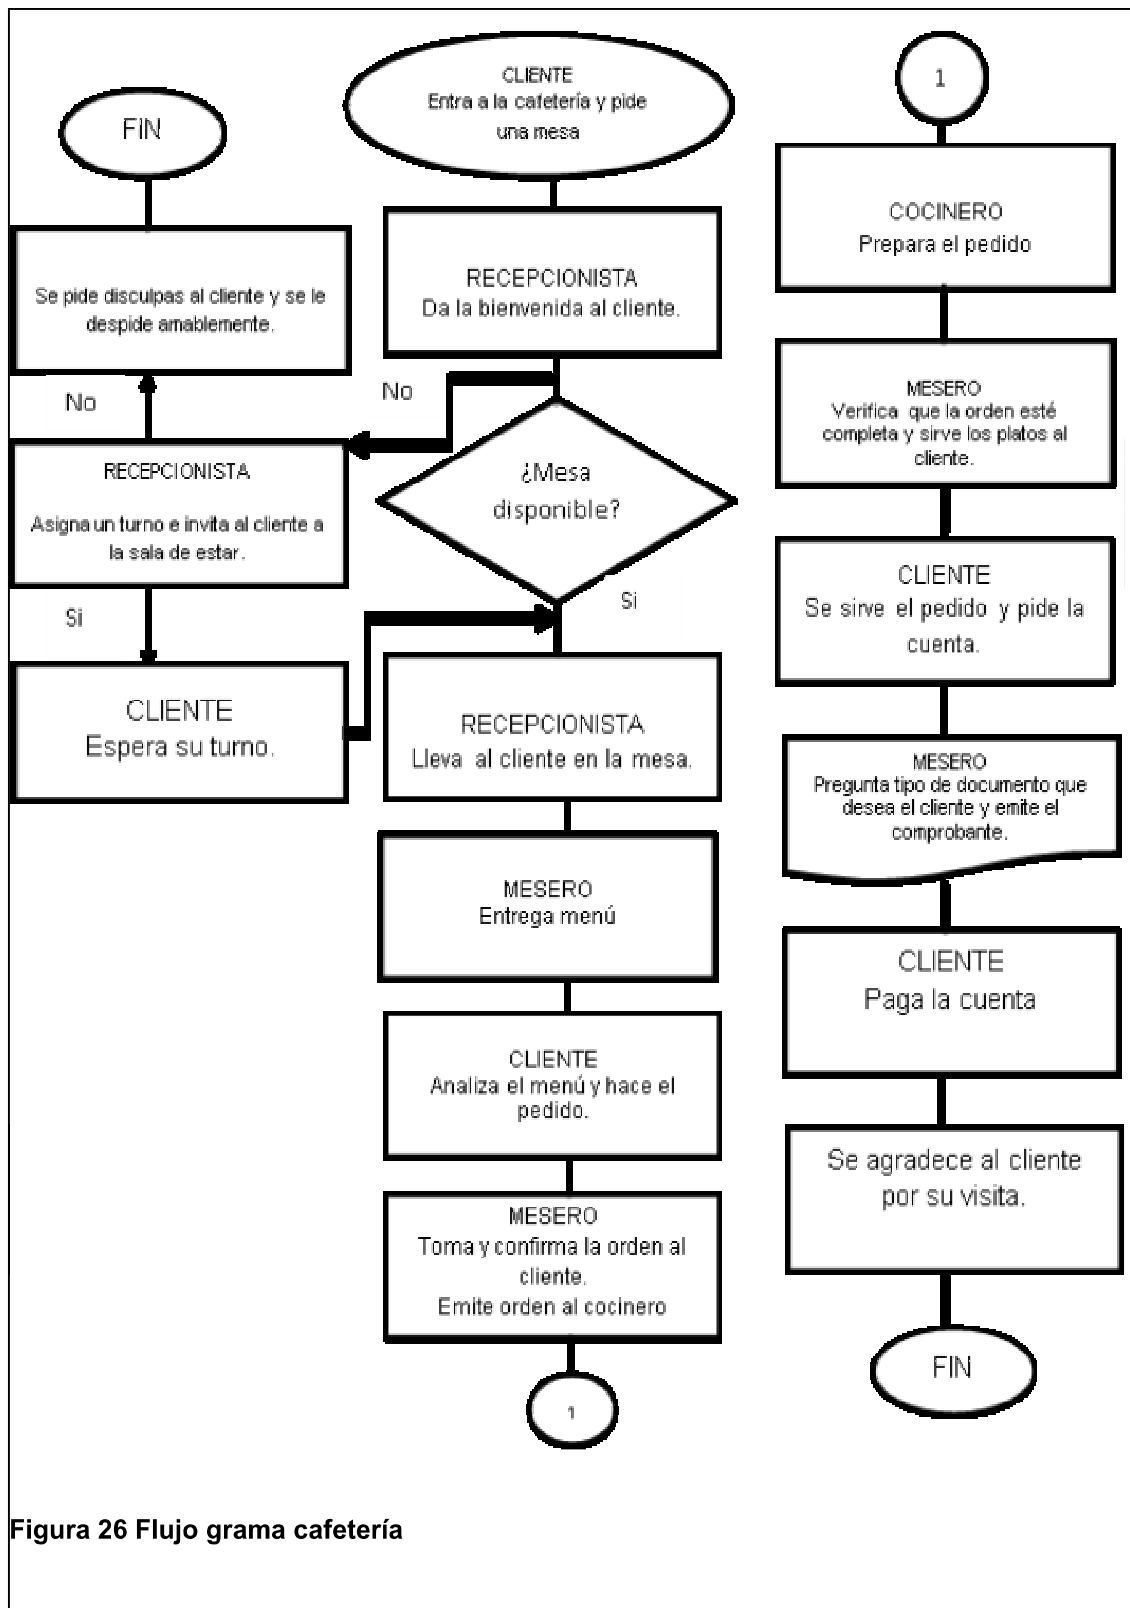 FIN
Se pide disculpas al cliente y se le
despide amablemente.
No
RECEPCIONISTA
Asigna un turno e invita al cliente a
la sala de estar.
Si
CLIENTE
Espera su turno.
CLIENTE
Entra a la cafetería y pide
una mesa
RECEPCIONISTA
Da la bienvenida al cliente.
No
¿Mesa
disponible?
Si
RECEPCIONISTA
Lleva al cliente en la mesa.
MESERO
Entrega menú
CLIENTE
Analiza el menú y hace el
pedido.
MESERO
Toma y confirma la orden al
cliente.
Emite orden al cocinero
1
1
COCINERO
Prepara el pedido
MESERO
Verifica que la orden esté
completa y sirve los platos al
cliente.
CLIENTE
Se sirve el pedido y pide la
cuenta.
MESERO
Pregunta tipo de documento que
desea el cliente y emite el
comprobante.
CLIENTE
Paga la cuenta
Se agradece al cliente
por su visita.
FIN
Figura 26 Flujo grama cafetería